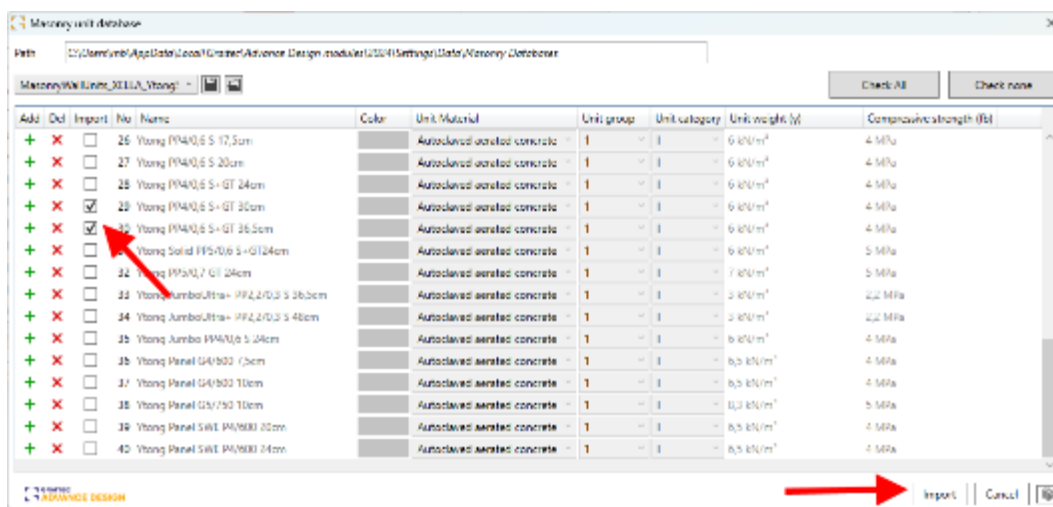 Masonry unit database
Path C:\Users\mb\AppData\Local\Graitec\Advance Design modules\2024\Settings\Data\Masonry Databases
MasonryWallUnits_XELLA_Ytong Check All Check none
Add Del Import No Name Color Unit Material Unit group Unit category Unit weight (γ) Compressive strength (fb)
26 Ytong PP4/0,6 S 17,5cm Autoclaved aerated concrete 1 I 6 kN/m³ 4 MPa
27 Ytong PP4/0,6 S 20cm Autoclaved aerated concrete 1 I 6 kN/m³ 4 MPa
28 Ytong PP4/0,6 S+GT 24cm Autoclaved aerated concrete 1 I 6 kN/m³ 4 MPa
29 Ytong PP4/0,6 S+GT 30cm Autoclaved aerated concrete 1 I 6 kN/m³ 4 MPa
30 Ytong PP4/0,6 S+GT 36,5cm Autoclaved aerated concrete 1 I 6 kN/m³ 4 MPa
Ytong Solid PP5/0,6 S+GT24cm Autoclaved aerated concrete 1 I 6 kN/m³ 5 MPa
32 Ytong PP5/0,7 GT 24cm Autoclaved aerated concrete 1 I 7 kN/m³ 5 MPa
33 Ytong JumboUltra+ PP2,2/0,3 S 36,5cm Autoclaved aerated concrete 1 I 3 kN/m³ 2,2 MPa
34 Ytong JumboUltra+ PP2,2/0,3 S 48cm Autoclaved aerated concrete 1 I 3 kN/m³ 2,2 MPa
35 Ytong Jumbo PP4/0,6 S 24cm Autoclaved aerated concrete 1 I 6 kN/m³ 4 MPa
36 Ytong Panel G4/600 7,5cm Autoclaved aerated concrete 1 I 6,5 kN/m³ 4 MPa
37 Ytong Panel G4/600 10cm Autoclaved aerated concrete 1 I 6,5 kN/m³ 4 MPa
38 Ytong Panel G5/750 10cm Autoclaved aerated concrete 1 I 8,3 kN/m³ 5 MPa
39 Ytong Panel SWE P4/600 20cm Autoclaved aerated concrete 1 I 6,5 kN/m³ 4 MPa
40 Ytong Panel SWE P4/600 24cm Autoclaved aerated concrete 1 I 6,5 kN/m³ 4 MPa
GRAITEC
ADVANCE DESIGN Import Cancel